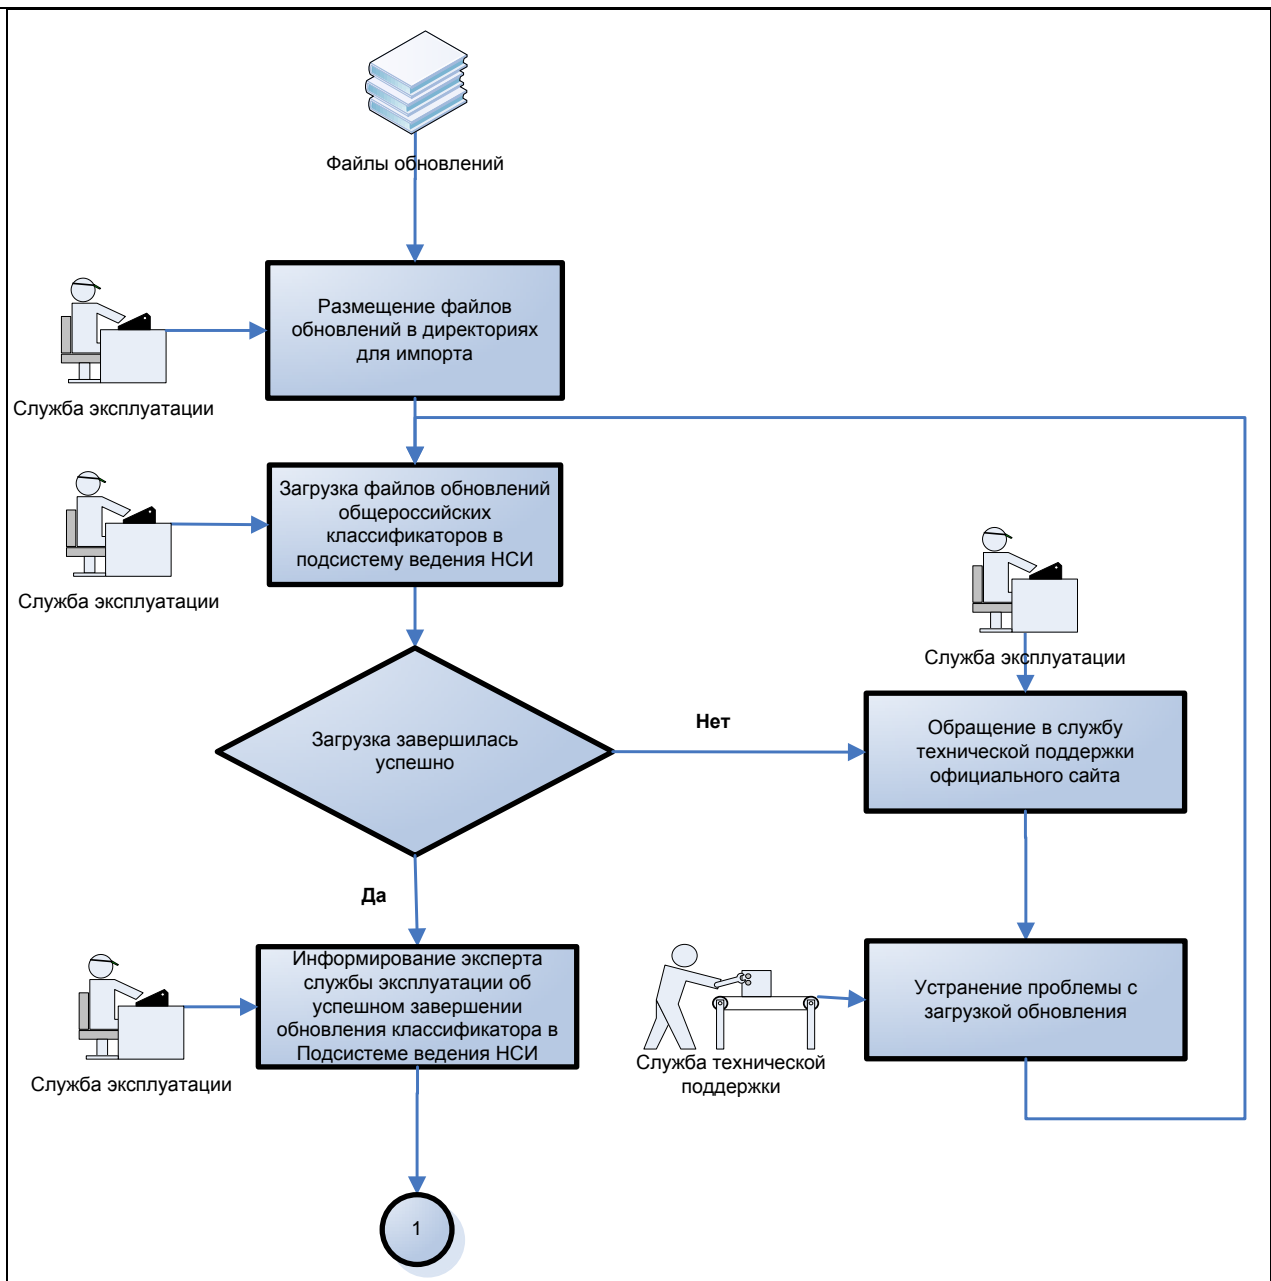 Файлы обновлений
Размещение файлов
обновлений в директориях
для импорта
Служба эксплуатации
Загрузка файлов обновлений
общероссийских
классификаторов в
подсистему ведения НСИ
Служба эксплуатации
Служба эксплуатации
Загрузка завершилась
успешно
Нет
Обращение в службу
технической поддержки
официального сайта
Да
Информирование эксперта
службы эксплуатации об
успешном завершении
обновления классификатора в
Подсистеме ведения НСИ
Служба эксплуатации
Устранение проблемы с
загрузкой обновления
Служба технической
поддержки
1